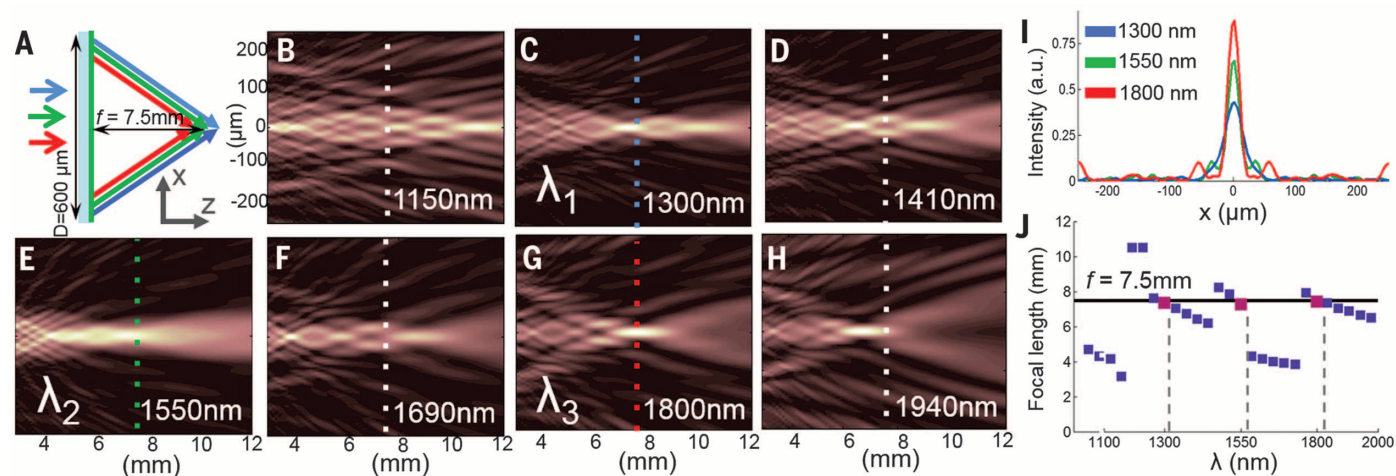 A
D=600 µm
f = 7.5mm
X
Z
B
200
100
0
-100
-200
(µm)
1150nm
C
λ1
1300nm
D
1410nm
I
1300 nm
1550 nm
1800 nm
0.75
0.5
0.25
0
Intensity (a.u.)
-200 -100 0 100 200
x (µm)
E
λ2
1550nm
4 6 8 10 12
(mm)
F
1690nm
4 6 8 10 12
(mm)
G
λ3
1800nm
6 8 10 12
(mm)
H
1940nm
4 6 8 10 12
(mm)
J
f = 7.5mm
12
10
8
6
4
2
0
Focal length (mm)
1100 1300 1550 1800 2000
λ (nm)